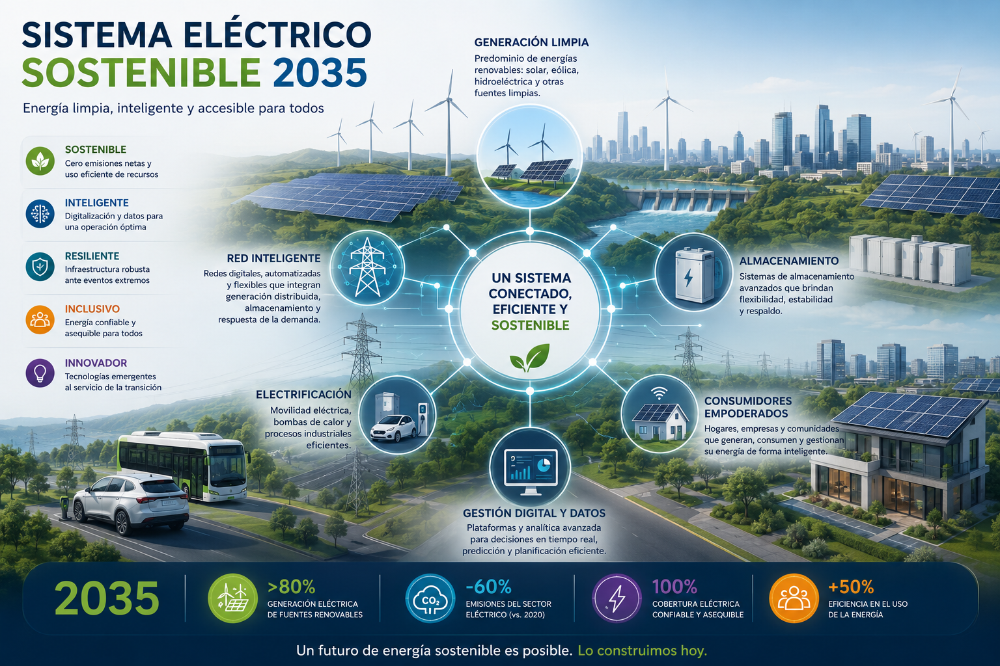 SISTEMA ELÉCTRICO
SOSTENIBLE 2035
Energía limpia, inteligente y accesible para todos
SOSTENIBLE
Cero emisiones netas y
uso eficiente de recursos
INTELIGENTE
Digitalización y datos para
una operación óptima
RESILIENTE
Infraestructura robusta
ante eventos extremos
INCLUSIVO
Energía confiable y
asequible para todos
INNOVADOR
Tecnologías emergentes
al servicio de la transición
GENERACIÓN LIMPIA
Predominio de energías
renovables: solar, eólica,
hidroeléctrica y otras
fuentes limpias.
RED INTELIGENTE
Redes digitales, automatizadas
y flexibles que integran
generación distribuida,
almacenamiento y
respuesta de la demanda.
UN SISTEMA
CONECTADO,
EFICIENTE Y
SOSTENIBLE
ALMACENAMIENTO
Sistemas de almacenamiento
avanzados que brindan
flexibilidad, estabilidad
y respaldo.
ELECTRIFICACIÓN
Movilidad eléctrica,
bombas de calor y
procesos industriales
eficientes.
CONSUMIDORES
EMPODERADOS
Hogares, empresas y comunidades
que generan, consumen y gestionan
su energía de forma inteligente.
GESTIÓN DIGITAL Y DATOS
Plataformas y analítica avanzada
para decisiones en tiempo real,
predicción y planificación eficiente.
2035
>80%
GENERACIÓN ELÉCTRICA
DE FUENTES RENOVABLES
CO₂
-60%
EMISIONES DEL SECTOR
ELÉCTRICO (vs. 2020)
100%
COBERTURA ELÉCTRICA
CONFIABLE Y ASEQUIBLE
+50%
EFICIENCIA EN EL USO
DE LA ENERGÍA
Un futuro de energía sostenible es posible. Lo construimos hoy.